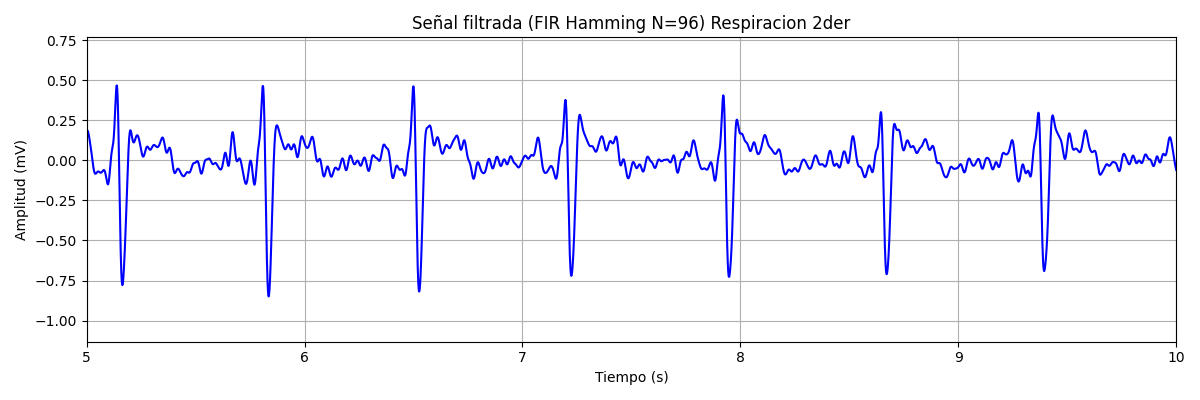 Señal filtrada (FIR Hamming N=96) Respiracion 2der
Amplitud (mV)
0.75
0.50
0.25
0.00
−0.25
−0.50
−0.75
−1.00
5 6 7 8 9 10
Tiempo (s)